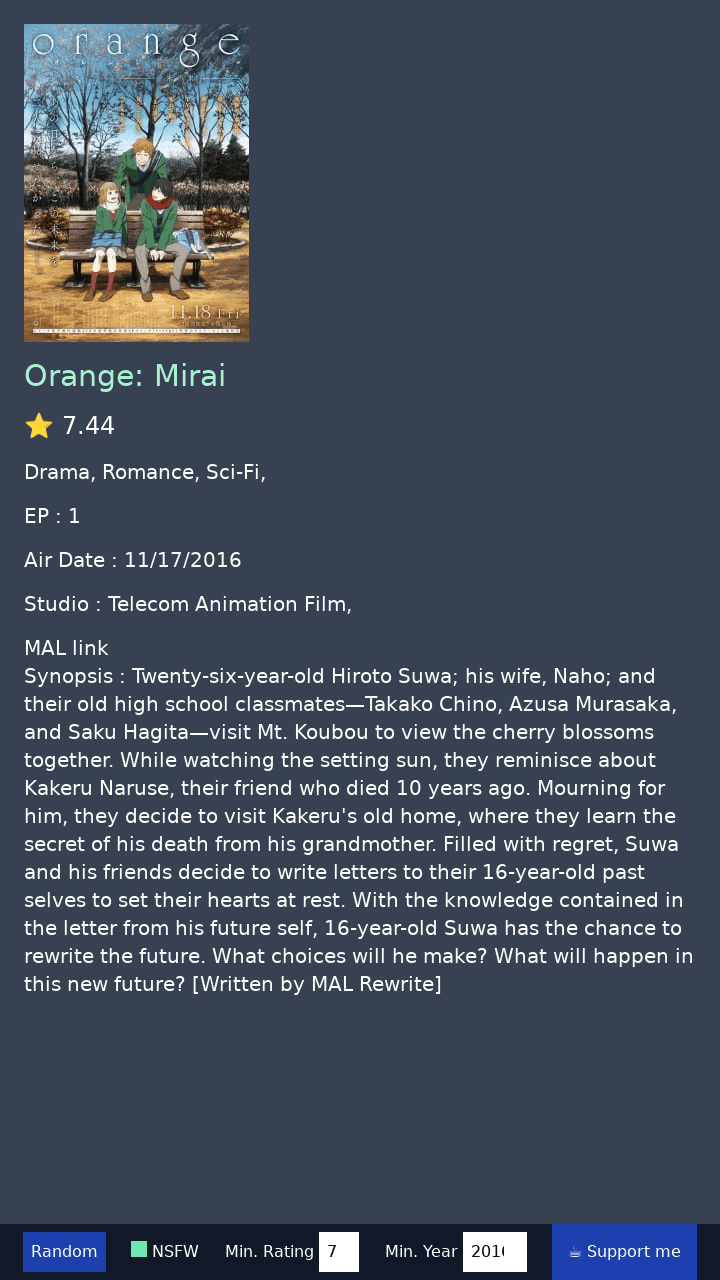 orange
11.18 Fri
Orange: Mirai
⭐ 7.44
Drama, Romance, Sci-Fi,
EP : 1
Air Date : 11/17/2016
Studio : Telecom Animation Film,
MAL link
Synopsis : Twenty-six-year-old Hiroto Suwa; his wife, Naho; and
their old high school classmates—Takako Chino, Azusa Murasaka,
and Saku Hagita—visit Mt. Koubou to view the cherry blossoms
together. While watching the setting sun, they reminisce about
Kakeru Naruse, their friend who died 10 years ago. Mourning for
him, they decide to visit Kakeru's old home, where they learn the
secret of his death from his grandmother. Filled with regret, Suwa
and his friends decide to write letters to their 16-year-old past
selves to set their hearts at rest. With the knowledge contained in
the letter from his future self, 16-year-old Suwa has the chance to
rewrite the future. What choices will he make? What will happen in
this new future? [Written by MAL Rewrite]
Random NSFW Min. Rating 7 Min. Year 2016 ☕ Support me